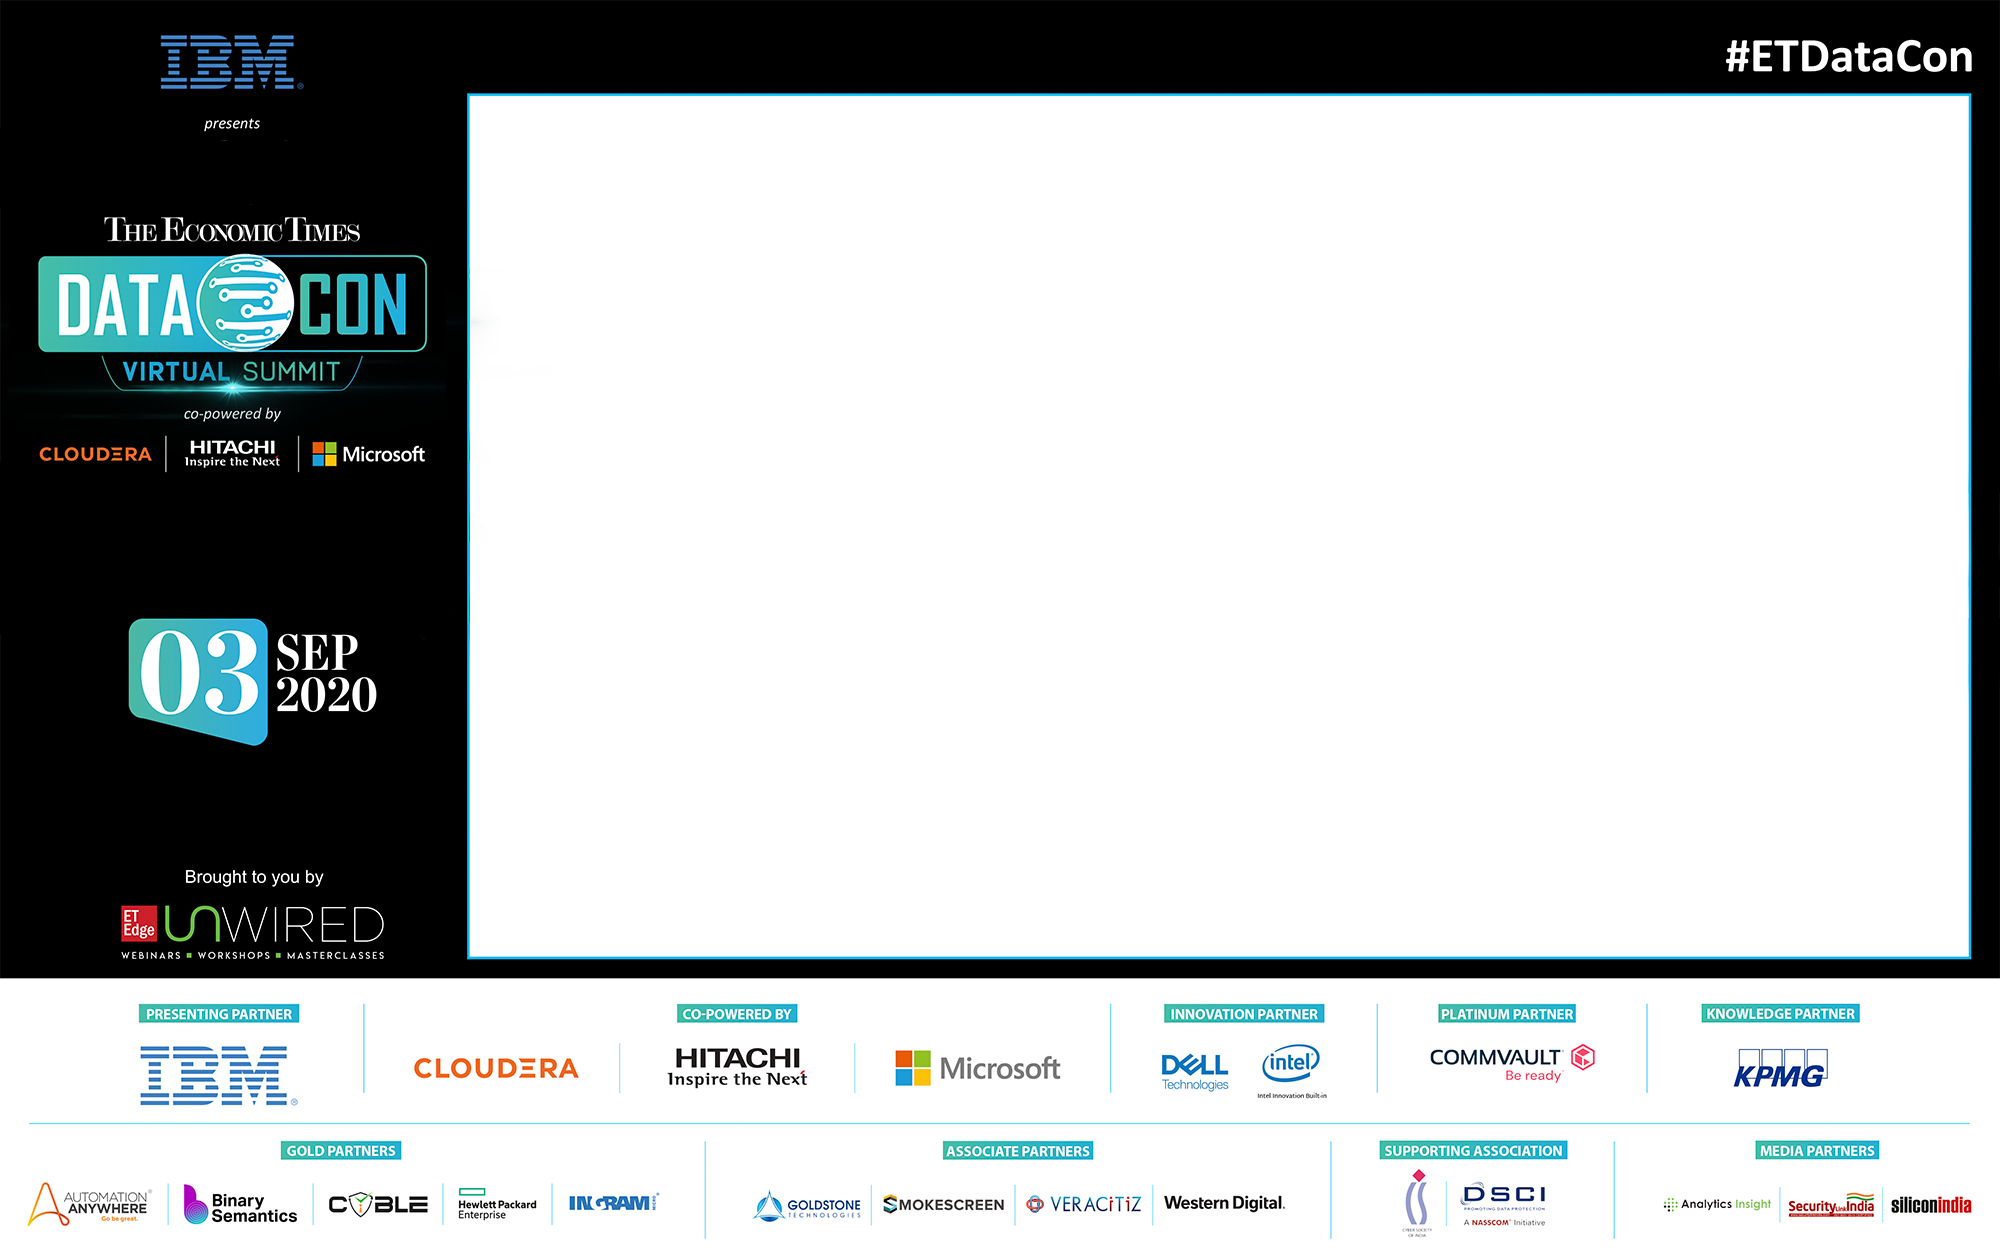 IBM
#ETDataCon
presents
THE ECONOMIC TIMES
DATA CON
VIRTUAL SUMMIT
co-powered by
CLOUDERA
HITACHI
Inspire the Next
Microsoft
03
SEP
2020
Brought to you by
ET
Edge
UNWIRED
WEBINARS ▪ WORKSHOPS ▪ MASTERCLASSES
PRESENTING PARTNER
IBM
CO-POWERED BY
CLOUDERA
HITACHI
Inspire the Next
Microsoft
INNOVATION PARTNER
DELL
Technologies
intel
Intel Innovation Built-in
PLATINUM PARTNER
COMMVAULT
Be ready
KNOWLEDGE PARTNER
KPMG
GOLD PARTNERS
AUTOMATION
ANYWHERE
Go be great.
Binary
Semantics
CYBLE
Hewlett Packard
Enterprise
INGRAM MICRO
ASSOCIATE PARTNERS
GOLDSTONE
TECHNOLOGIES
SMOKESCREEN
VERACiTiZ
Western Digital.
SUPPORTING ASSOCIATION
CYBER SOCIETY
OF INDIA
DSCI
PROMOTING DATA PROTECTION
A NASSCOM® Initiative
MEDIA PARTNERS
Analytics Insight
SecurityLinkIndia
siliconindia